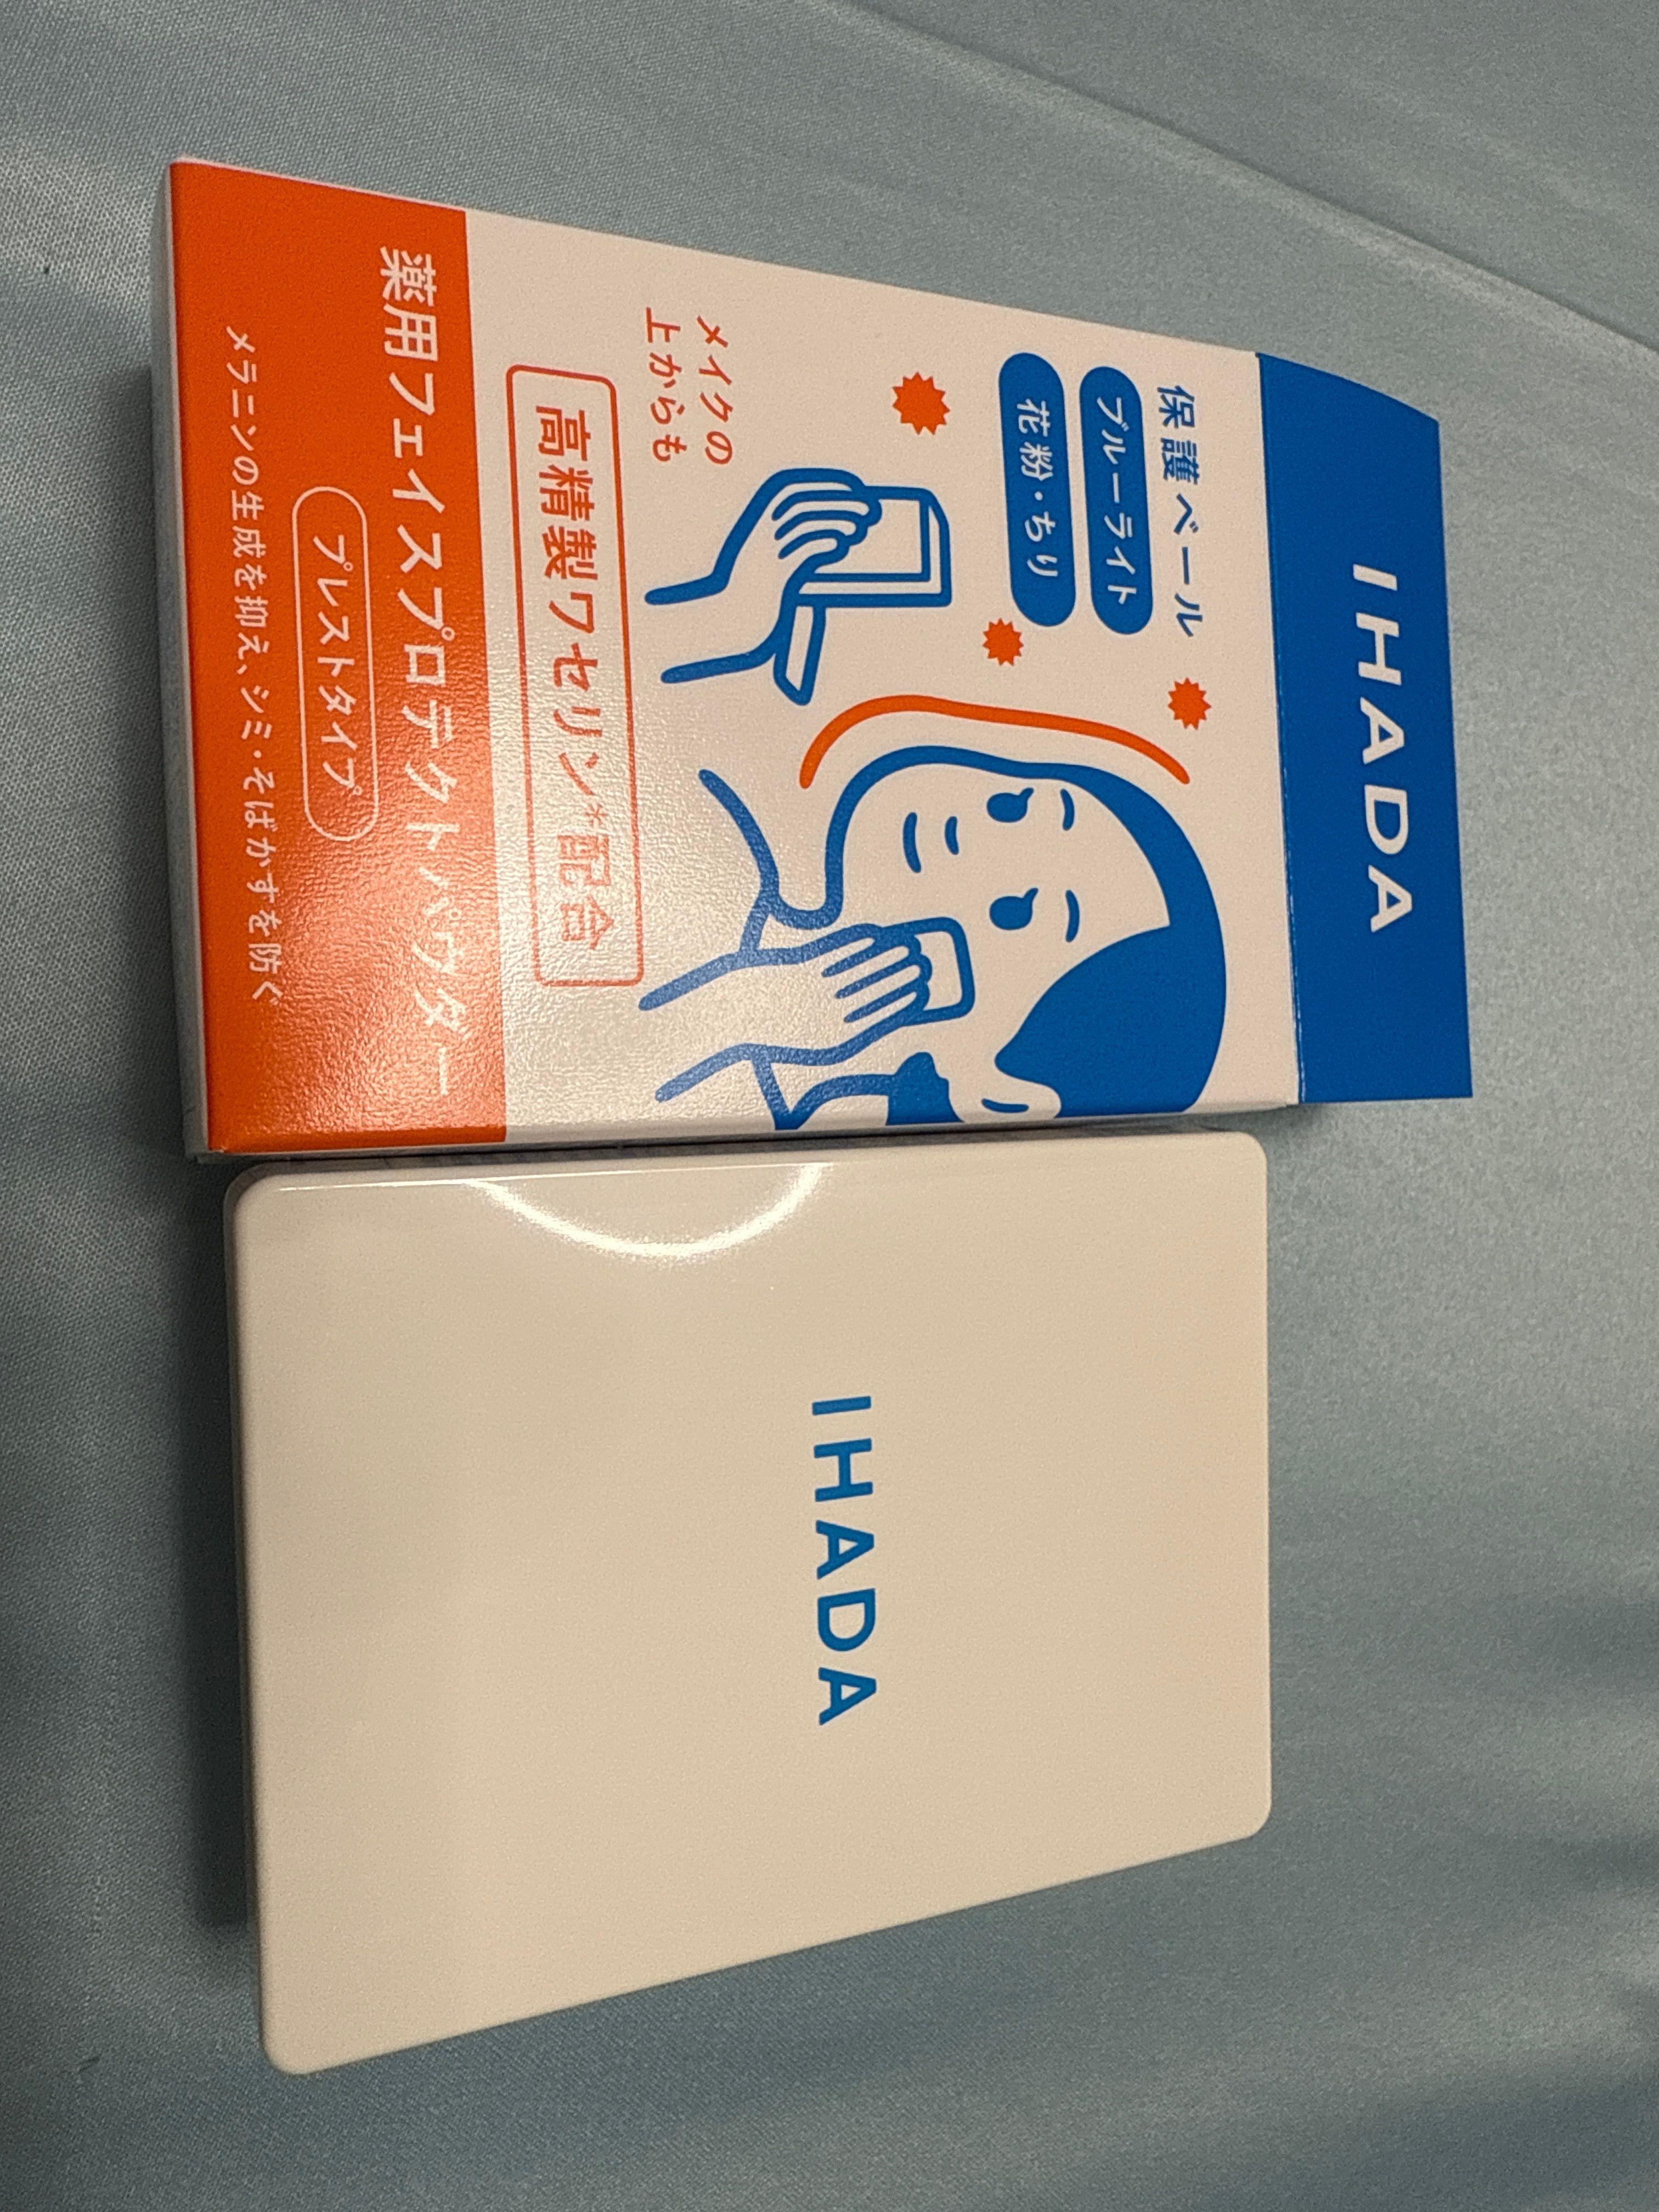 IHADA
保護ベール
ブルーライト
花粉・ちり
メイクの
上からも
高精製ワセリン*配合
薬用フェイスプロテクトパウダー
プレストタイプ
メラニンの生成を抑え、シミ・そばかすを防ぐ
IHADA